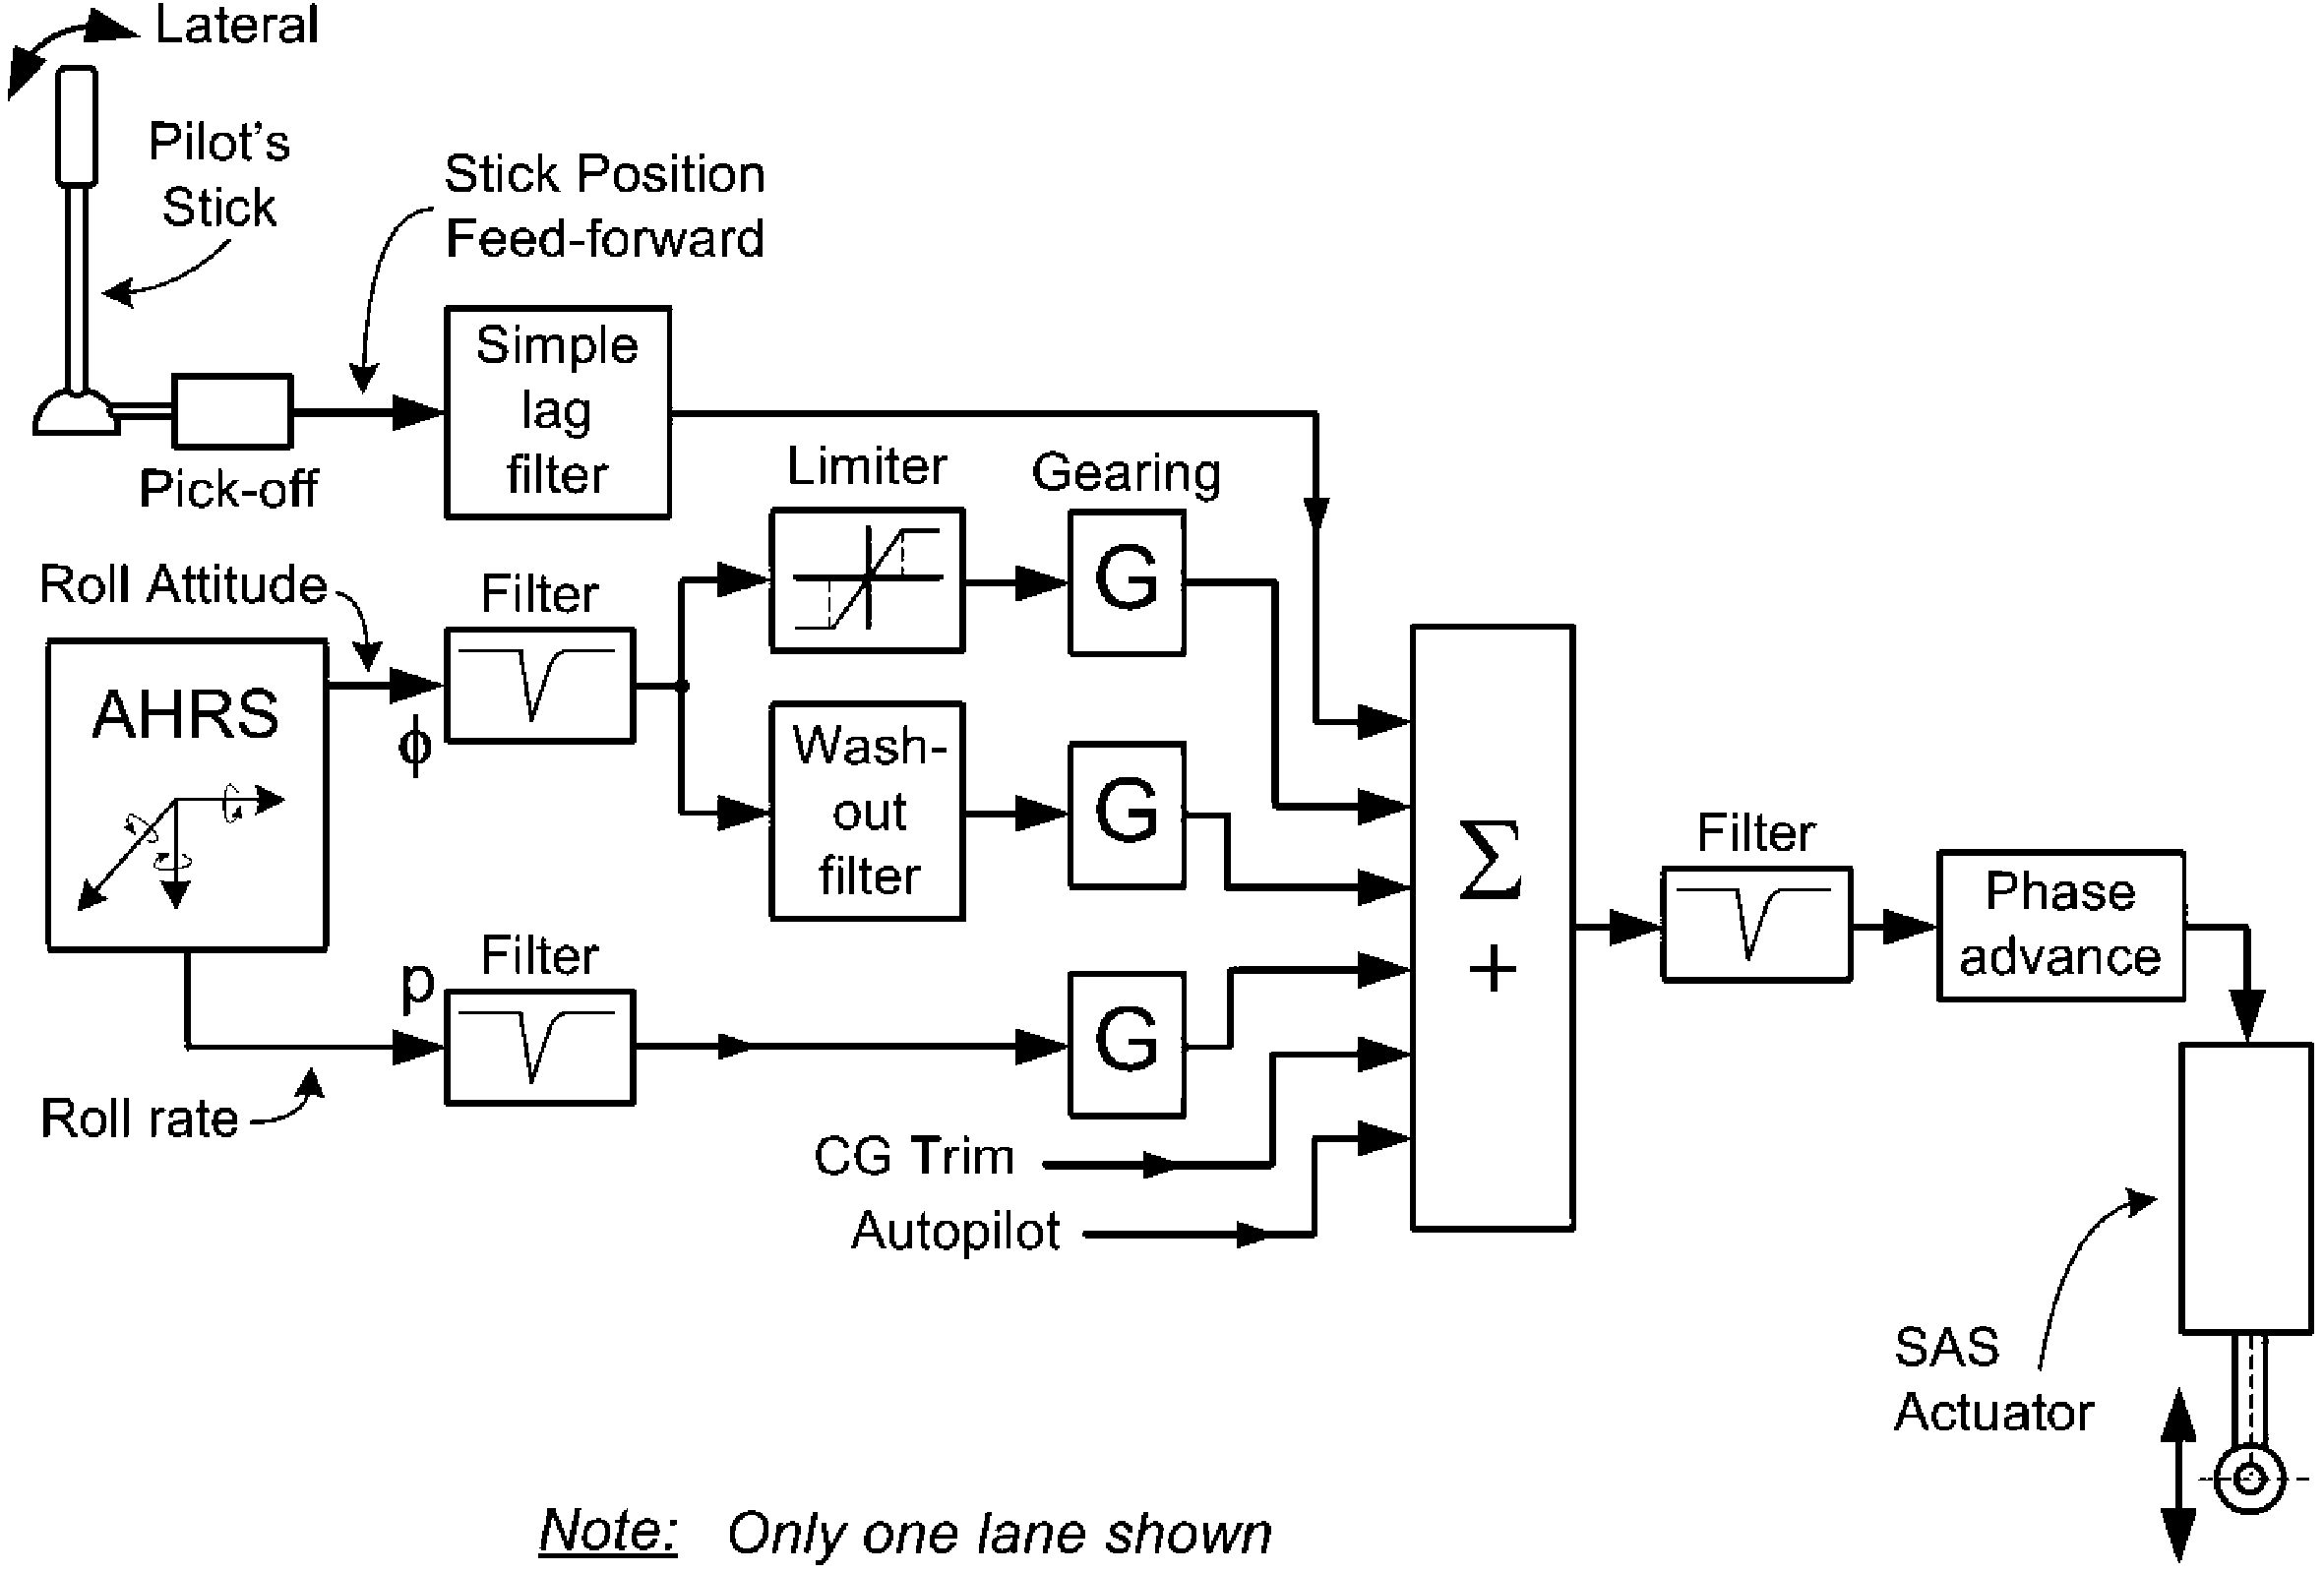 Lateral
Pilot's
Stick
Stick Position
Feed-forward
Simple
lag
filter
Pick-off
Limiter
Gearing
G
Roll Attitude
Filter
AHRS
ϕ
Wash-
out
filter
G
Σ
+
Filter
Phase
advance
p
Filter
G
Roll rate
CG Trim
Autopilot
SAS
Actuator
Note: Only one lane shown